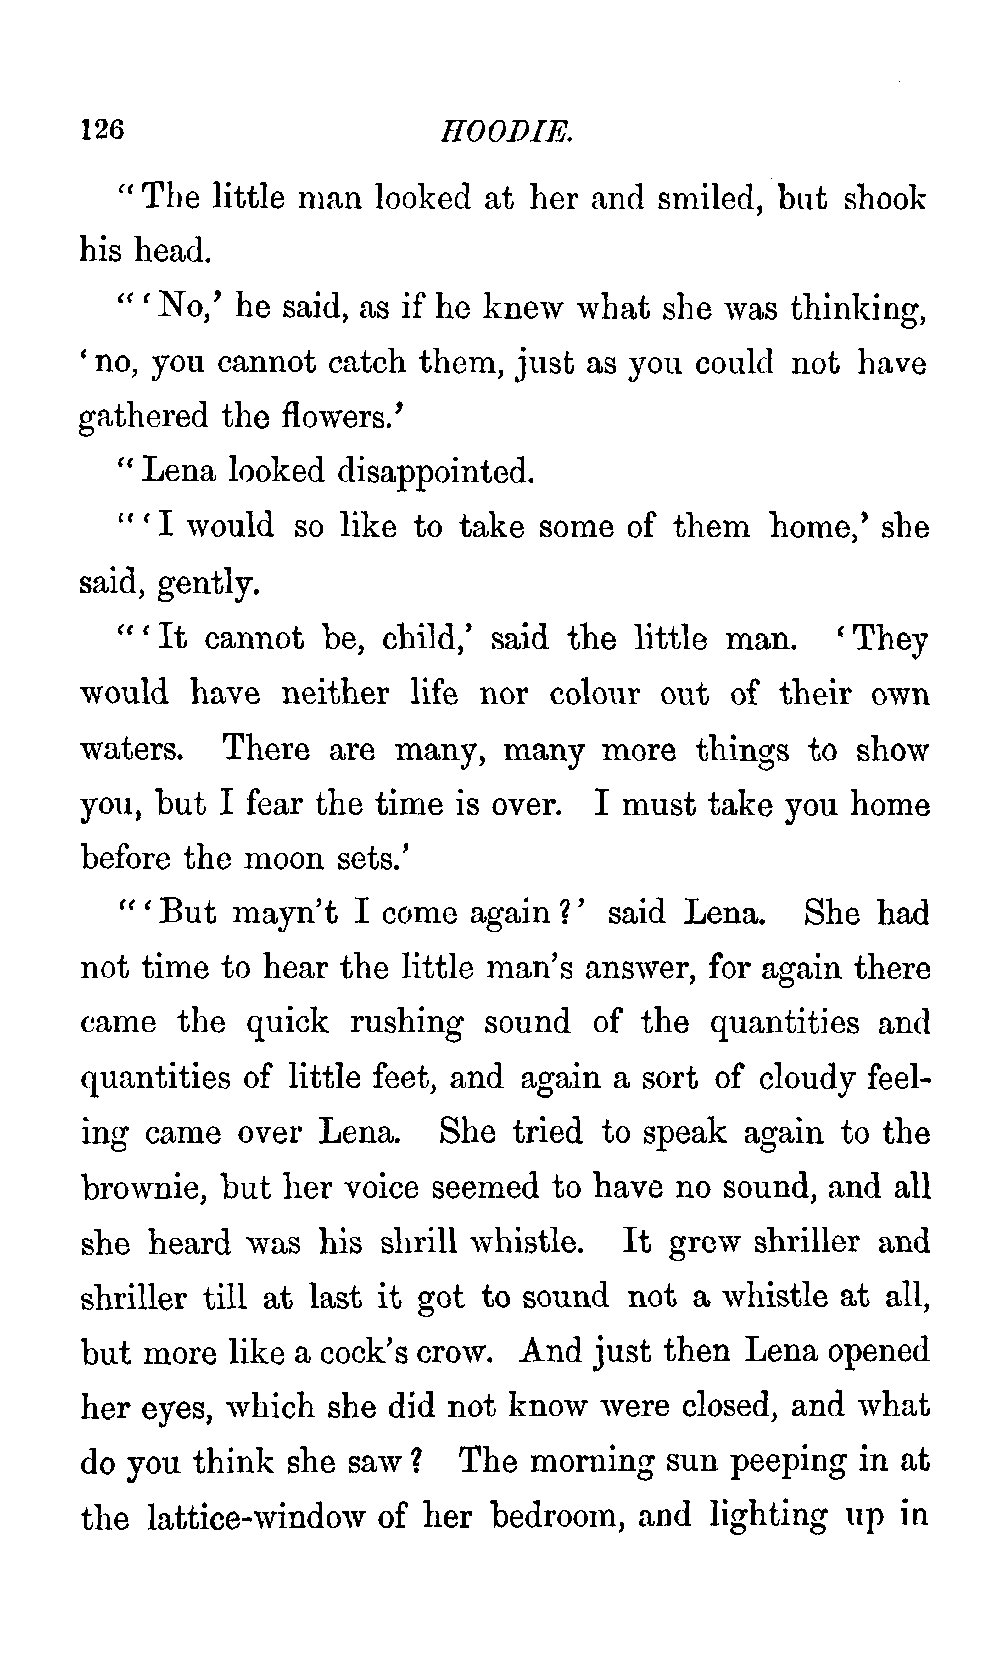 126 HOODIE.
“The little man looked at her and smiled, but shook
his head.
“‘No,’ he said, as if he knew what she was thinking,
‘no, you cannot catch them, just as you could not have
gathered the flowers.’
“Lena looked disappointed.
“‘I would so like to take some of them home,’ she
said, gently.
“‘It cannot be, child,’ said the little man. ‘They
would have neither life nor colour out of their own
waters. There are many, many more things to show
you, but I fear the time is over. I must take you home
before the moon sets.’
“‘But mayn’t I come again?’ said Lena. She had
not time to hear the little man’s answer, for again there
came the quick rushing sound of the quantities and
quantities of little feet, and again a sort of cloudy feel-
ing came over Lena. She tried to speak again to the
brownie, but her voice seemed to have no sound, and all
she heard was his shrill whistle. It grew shriller and
shriller till at last it got to sound not a whistle at all,
but more like a cock’s crow. And just then Lena opened
her eyes, which she did not know were closed, and what
do you think she saw? The morning sun peeping in at
the lattice-window of her bedroom, and lighting up in